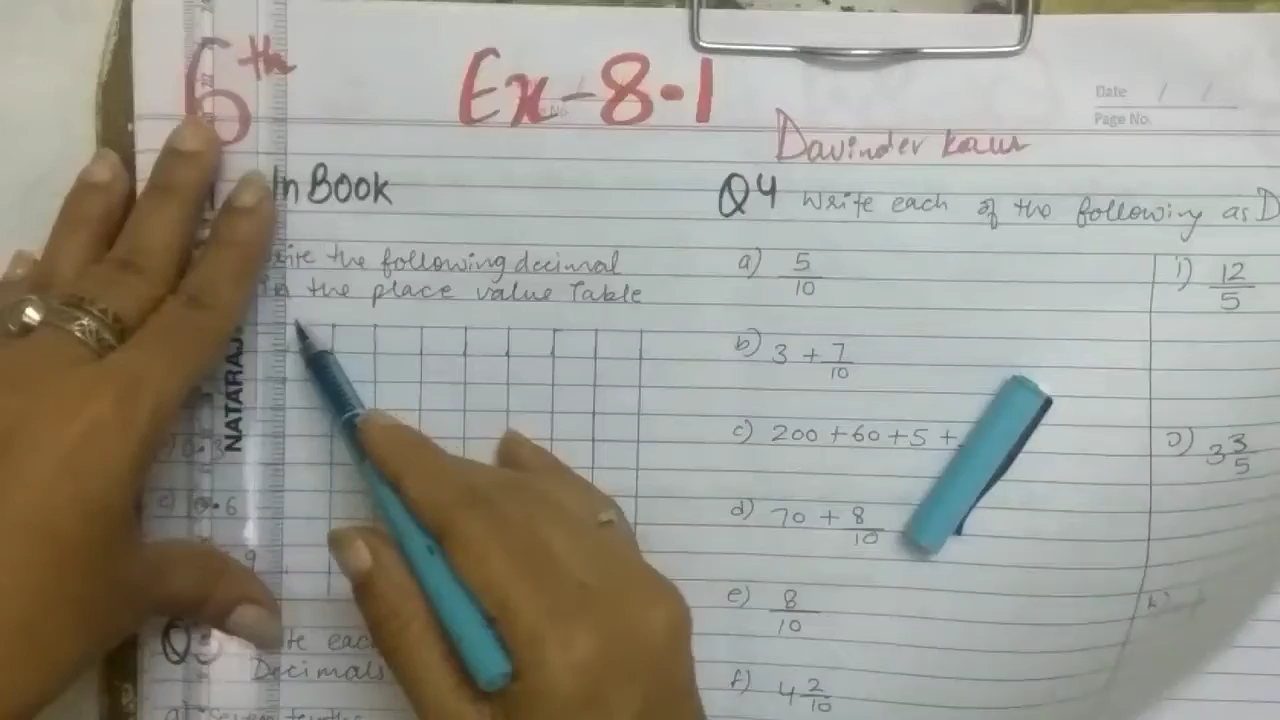 6th
Ex-8.1
Date / /
Page No.
Davinder kaur
In Book
the following decimal
in the place value Table
NATARAJ
c) 0.6
9
each
Decimals
Q4 Write each of the following as D
a) 5/10
b) 3 + 7/10
c) 200 + 60 + 5 +
d) 70 + 8/10
e) 8/10
f) 4 2/10
i) 12/5
3 3/5